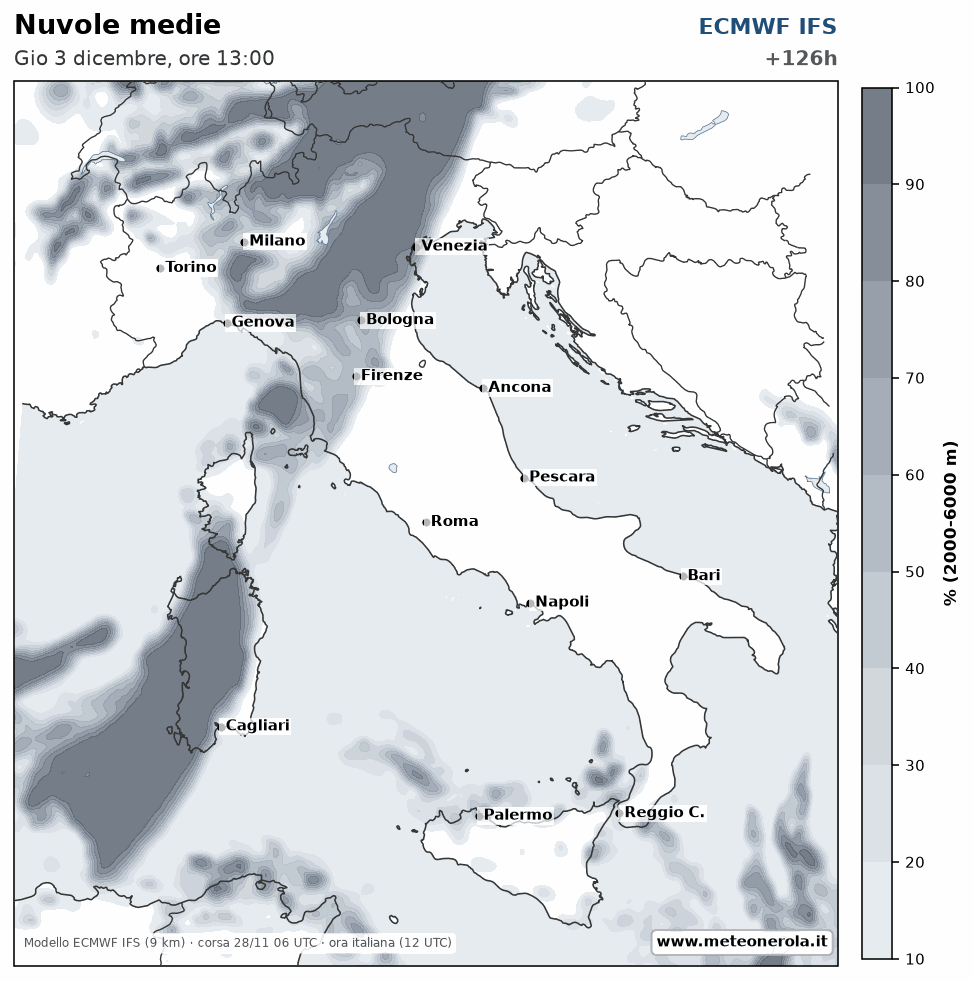 Nuvole medie
ECMWF IFS
Gio 3 dicembre, ore 13:00
+126h
Milano
Venezia
Torino
Genova
Bologna
Firenze
Ancona
Pescara
Roma
Bari
Napoli
Cagliari
Palermo
Reggio C.
100
90
80
70
60
50
40
30
20
10
% (2000-6000 m)
Modello ECMWF IFS (9 km) · corsa 28/11 06 UTC · ora italiana (12 UTC)
www.meteonerola.it